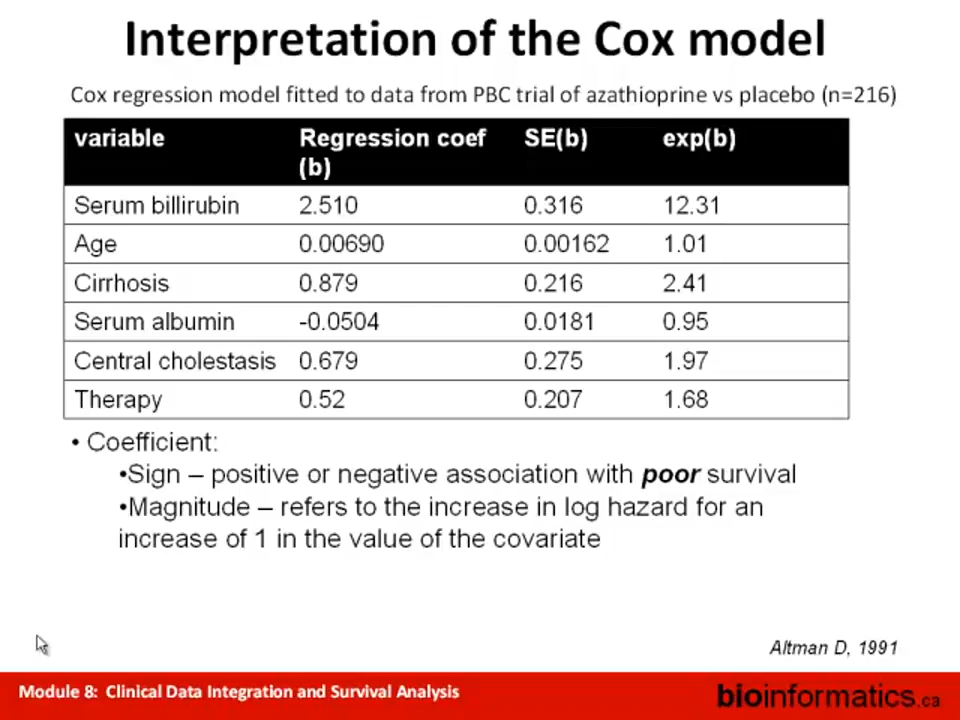 Interpretation of the Cox model
Cox regression model fitted to data from PBC trial of azathioprine vs placebo (n=216)
variable Regression coef (b) SE(b) exp(b)
Serum billirubin 2.510 0.316 12.31
Age 0.00690 0.00162 1.01
Cirrhosis 0.879 0.216 2.41
Serum albumin -0.0504 0.0181 0.95
Central cholestasis 0.679 0.275 1.97
Therapy 0.52 0.207 1.68
• Coefficient:
•Sign – positive or negative association with poor survival
•Magnitude – refers to the increase in log hazard for an
increase of 1 in the value of the covariate
Altman D, 1991
Module 8: Clinical Data Integration and Survival Analysis
bioinformatics.ca